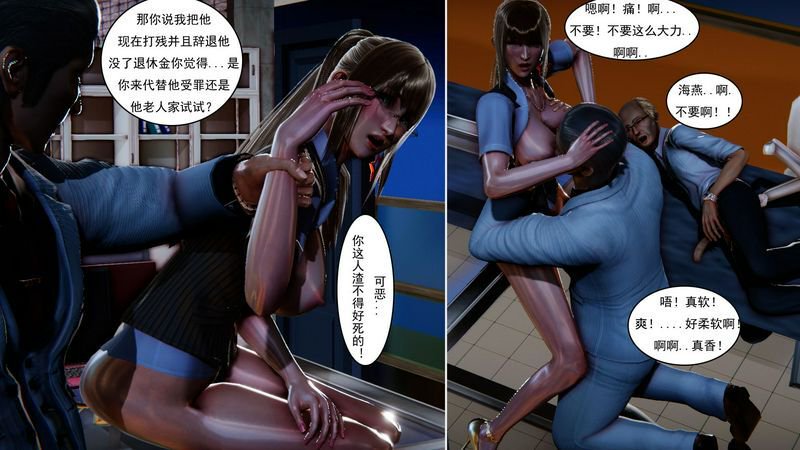 那你说我把他
现在打残并且辞退他
没了退休金你觉得...是
你来代替他受罪还是
他老人家试试？
可恶...
你这人渣不得好死的！
嗯啊！痛！啊...
不要！不要这么大力..
啊啊..
海燕..啊.
不要啊！！
唔！真软！
爽！....好柔软啊！
啊啊..真香！